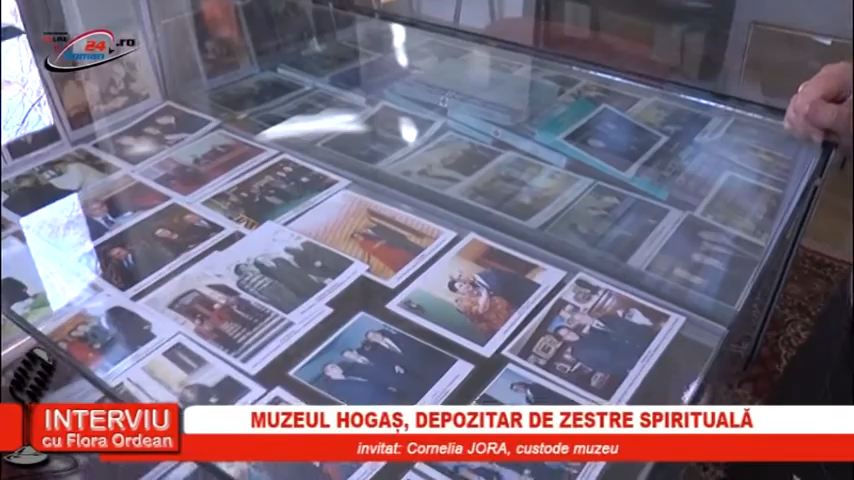 24.ro
INTERVIU
cu Flora Ordean
MUZEUL HOGAȘ, DEPOZITAR DE ZESTRE SPIRITUALĂ
invitat: Cornelia JORA, custode muzeu